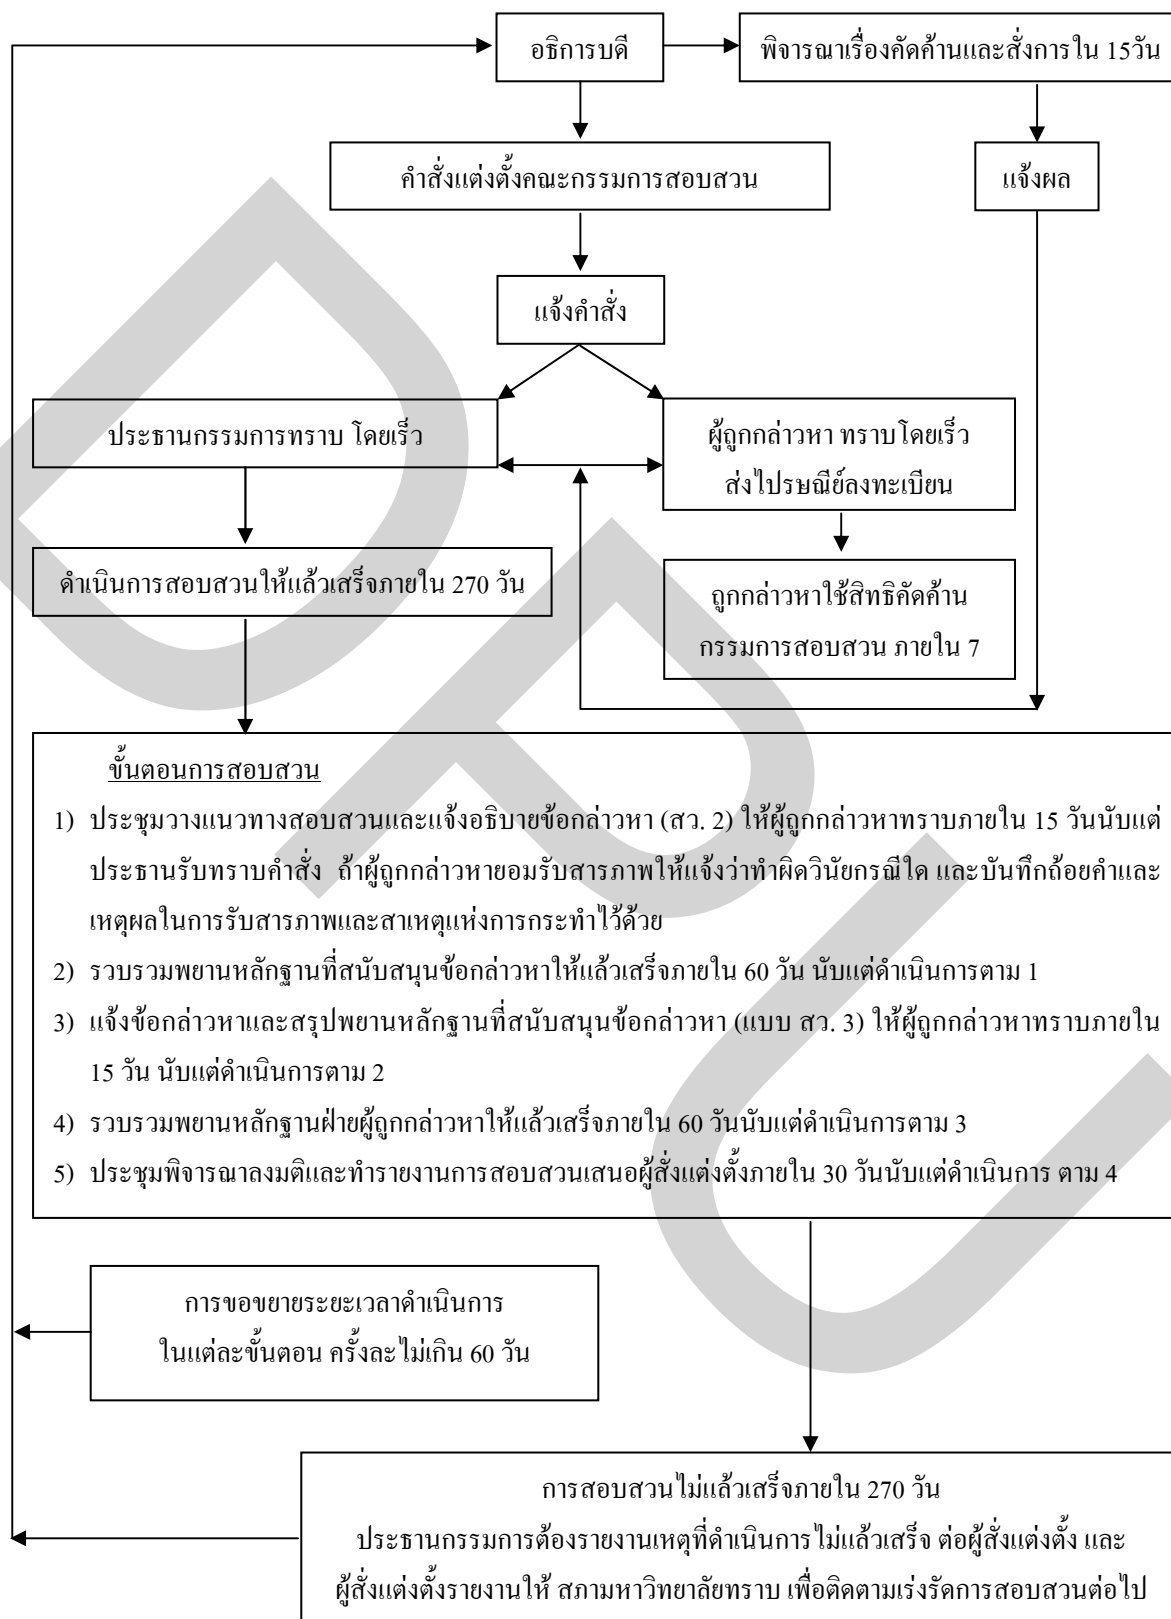 อธิการบดี
พิจารณาเรื่องคัดค้านและสั่งการใน 15วัน
คำสั่งแต่งตั้งคณะกรรมการสอบสวน
แจ้งผล
แจ้งคำสั่ง
ประธานกรรมการทราบ โดยเร็ว
ผู้ถูกกล่าวหา ทราบโดยเร็ว
ส่งไปรษณีย์ลงทะเบียน
ดำเนินการสอบสวนให้แล้วเสร็จภายใน 270 วัน
ถูกกล่าวหาใช้สิทธิคัดค้าน
กรรมการสอบสวน ภายใน 7
ขั้นตอนการสอบสวน
1) ประชุมวางแนวทางสอบสวนและแจ้งอธิบายข้อกล่าวหา (สว. 2) ให้ผู้ถูกกล่าวหาทราบภายใน 15 วันนับแต่
ประธานรับทราบคำสั่ง ถ้าผู้ถูกกล่าวหายอมรับสารภาพให้แจ้งว่าทำผิดวินัยกรณีใด และบันทึกถ้อยคำและ
เหตุผลในการรับสารภาพและสาเหตุแห่งการกระทำไว้ด้วย
2) รวบรวมพยานหลักฐานที่สนับสนุนข้อกล่าวหาให้แล้วเสร็จภายใน 60 วัน นับแต่ดำเนินการตาม 1
3) แจ้งข้อกล่าวหาและสรุปพยานหลักฐานที่สนับสนุนข้อกล่าวหา (แบบ สว. 3) ให้ผู้ถูกกล่าวหาทราบภายใน
15 วัน นับแต่ดำเนินการตาม 2
4) รวบรวมพยานหลักฐานฝ่ายผู้ถูกกล่าวหาให้แล้วเสร็จภายใน 60 วันนับแต่ดำเนินการตาม 3
5) ประชุมพิจารณาลงมติและทำรายงานการสอบสวนเสนอผู้สั่งแต่งตั้งภายใน 30 วันนับแต่ดำเนินการ ตาม 4
การขอขยายระยะเวลาดำเนินการ
ในแต่ละขั้นตอน ครั้งละไม่เกิน 60 วัน
การสอบสวนไม่แล้วเสร็จภายใน 270 วัน
ประธานกรรมการต้องรายงานเหตุที่ดำเนินการไม่แล้วเสร็จ ต่อผู้สั่งแต่งตั้ง และ
ผู้สั่งแต่งตั้งรายงานให้ สภามหาวิทยาลัยทราบ เพื่อติดตามเร่งรัดการสอบสวนต่อไป
DPU